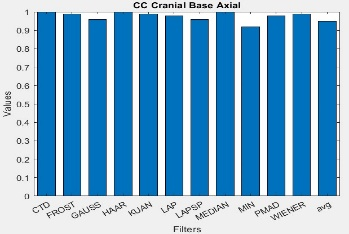 CC Cranial Base Axial
Values
1
0.9
0.8
0.7
0.6
0.5
0.4
0.3
0.2
0.1
0
CTD FROST GAUSS HAAR KUAN LAP LAPSP MEDIAN MIN PMAD WIENER avg
Filters